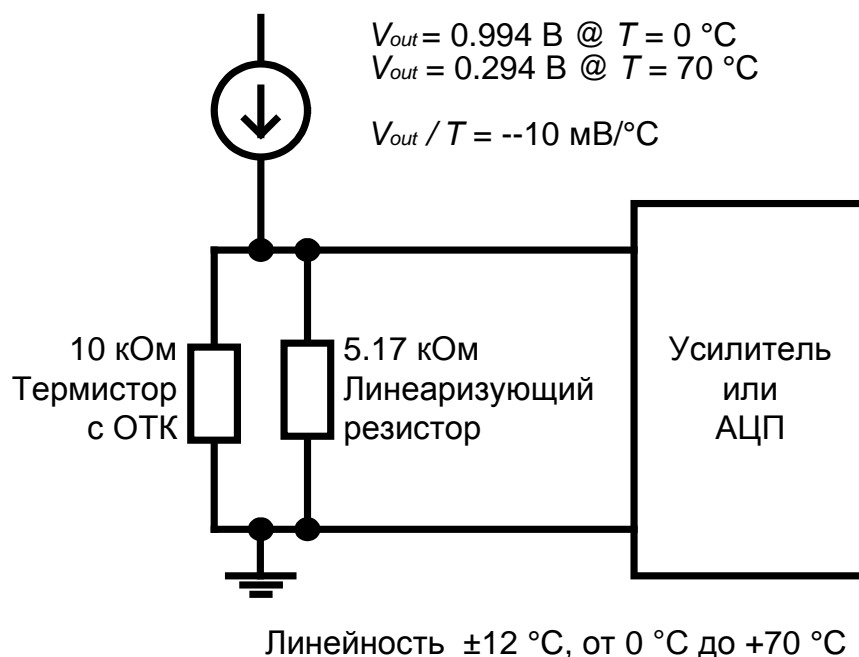 Vout = 0.994 В @ T = 0 °C
Vout = 0.294 В @ T = 70 °C
Vout / T = --10 мВ/°C
10 кОм
Термистор
с ОТК
5.17 кОм
Линеаризующий
резистор
Усилитель
или
АЦП
Линейность ±12 °C, от 0 °C до +70 °C